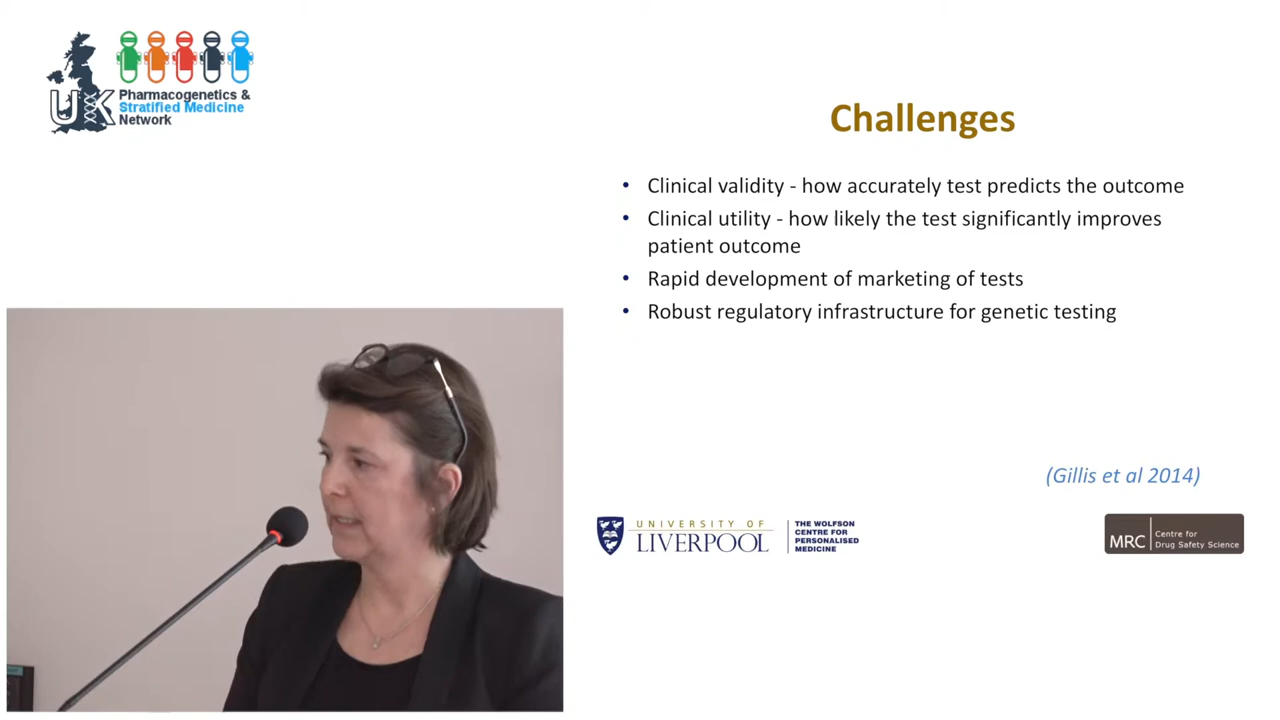 UK
Pharmacogenetics &
Stratified Medicine
Network
Challenges
• Clinical validity - how accurately test predicts the outcome
• Clinical utility - how likely the test significantly improves
patient outcome
• Rapid development of marketing of tests
• Robust regulatory infrastructure for genetic testing
(Gillis et al 2014)
UNIVERSITY OF
LIVERPOOL
THE WOLFSON
CENTRE FOR
PERSONALISED
MEDICINE
MRC
Centre for
Drug Safety Science